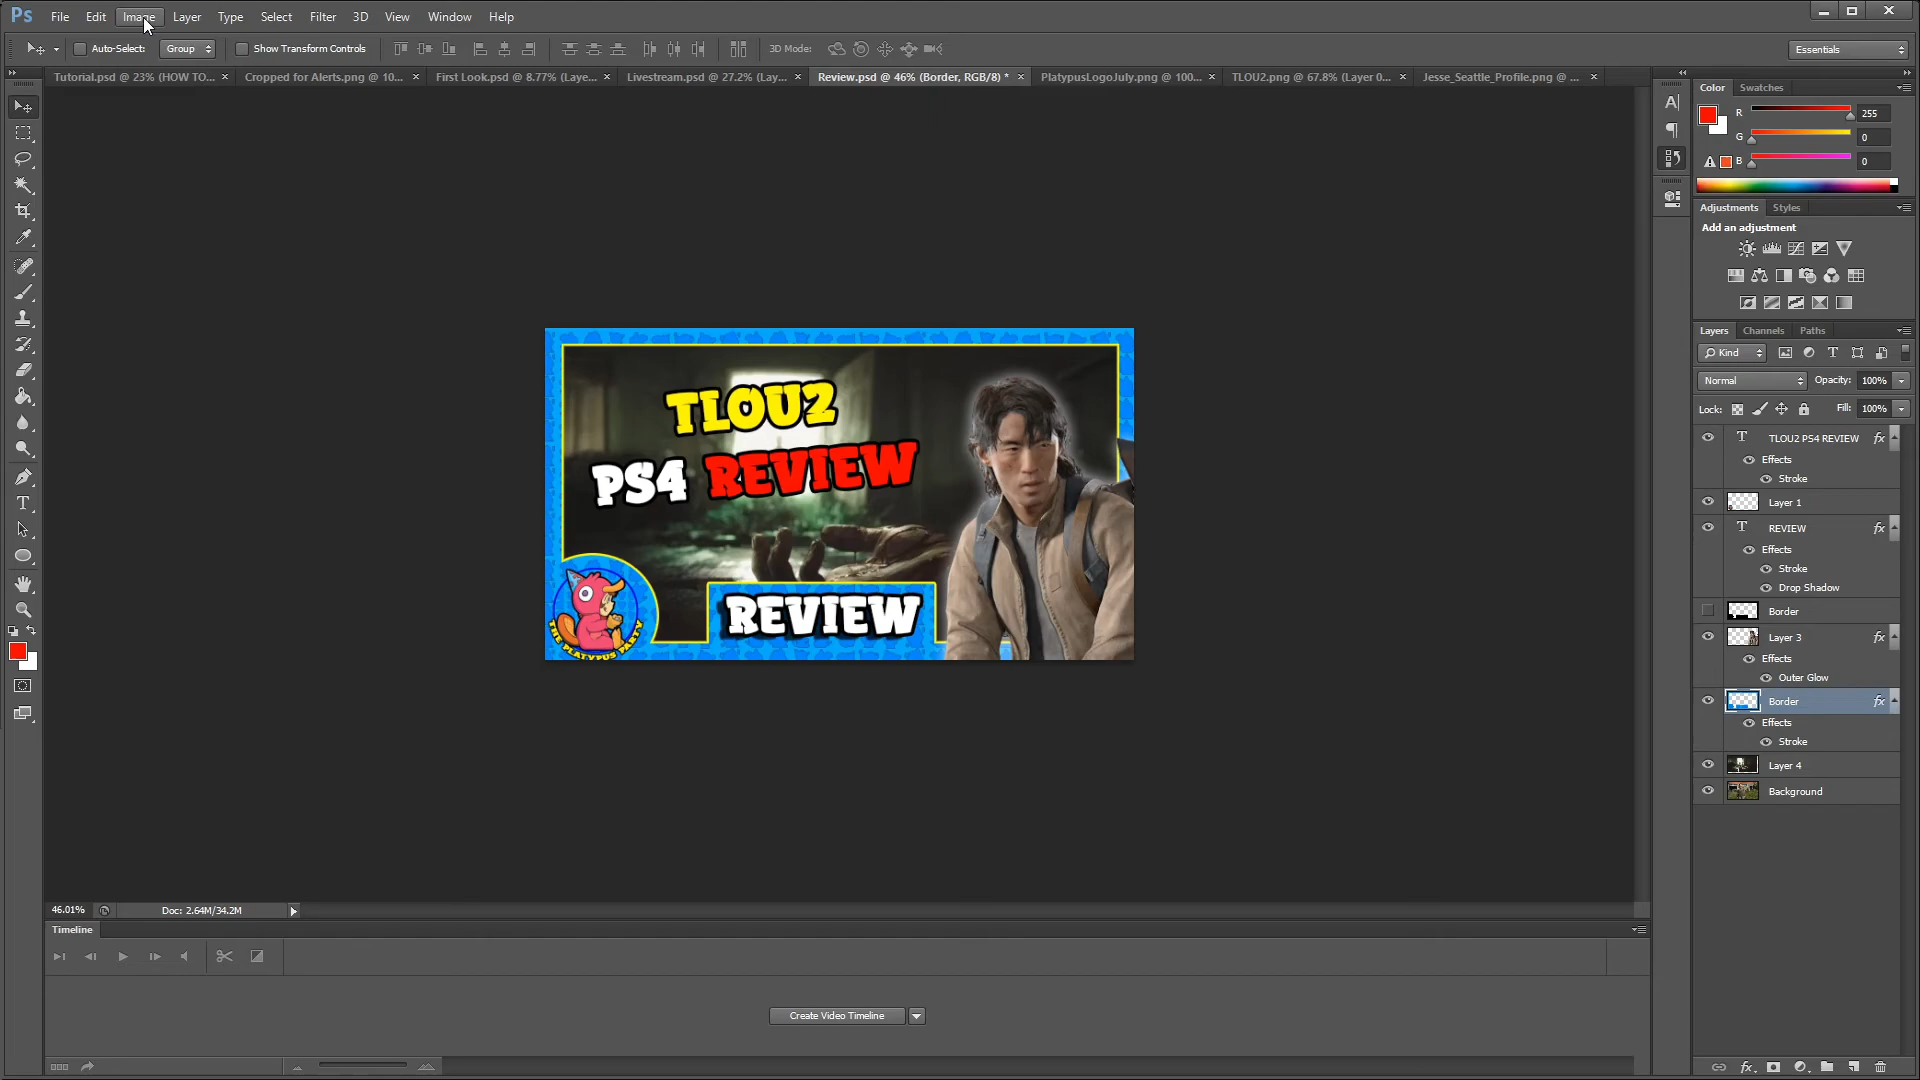 Ps File Edit Image Layer Type Select Filter 3D View Window Help
Auto-Select: Group Show Transform Controls 3D Mode: Essentials
Tutorial.psd @ 23% (HOW TO... × Cropped for Alerts.png @ 10... × First Look.psd @ 8.77% (Laye... × Livestream.psd @ 27.2% (Lay... × Review.psd @ 46% (Border, RGB/8) * × PlatypusLogoJuly.png @ 100... × TLOU2.png @ 67.8% (Layer 0... × Jesse_Seattle_Profile.png @ ... ×
Color Swatches
R 255
G 0
B 0
Adjustments Styles
Add an adjustment
Layers Channels Paths
Kind
Normal Opacity: 100%
Lock: Fill: 100%
TLOU2 PS4 REVIEW fx
Effects
Stroke
Layer 1
REVIEW fx
Effects
Stroke
Drop Shadow
Border
Layer 3 fx
Effects
Outer Glow
Border fx
Effects
Stroke
Layer 4
Background
TLOU2
PS4 REVIEW
REVIEW
THE PLATYPUS PARTY
46.01% Doc: 2.64M/34.2M
Timeline
Create Video Timeline